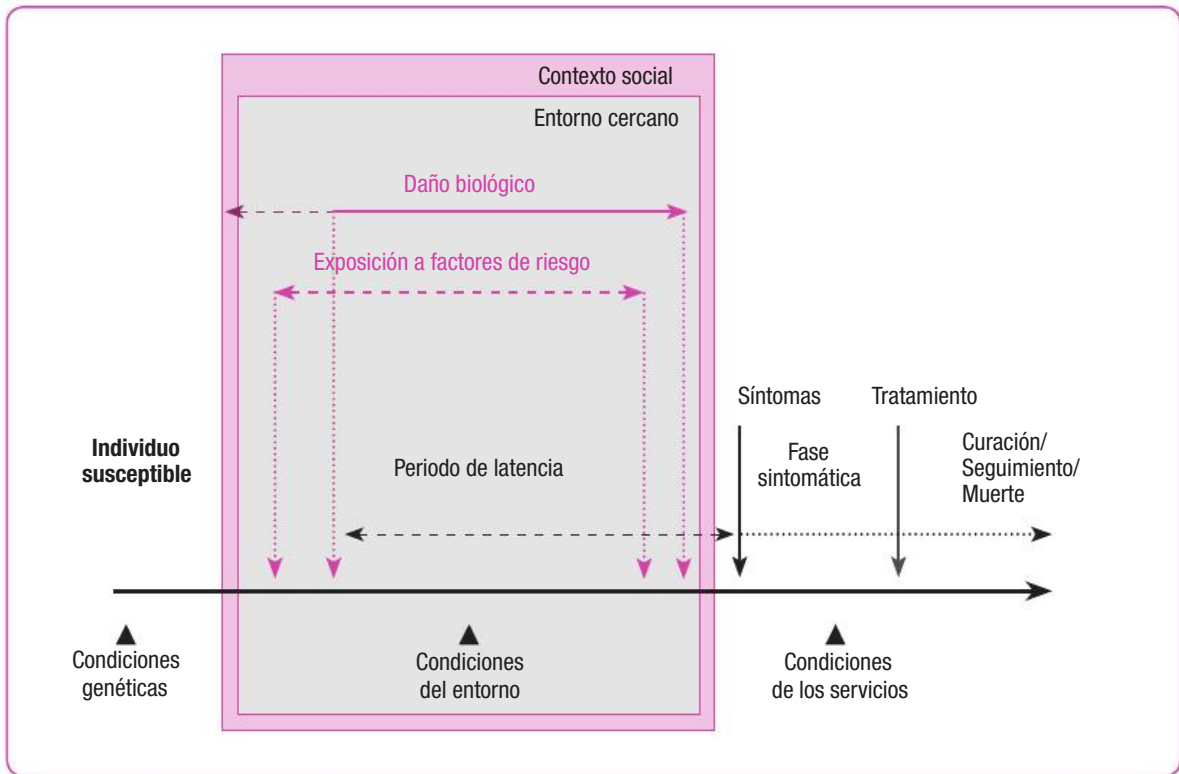 Contexto social
Entorno cercano
Daño biológico
Exposición a factores de riesgo
Individuo
susceptible
Periodo de latencia
Síntomas
Fase
sintomática
Tratamiento
Curación/
Seguimiento/
Muerte
Condiciones
genéticas
Condiciones
del entorno
Condiciones
de los servicios